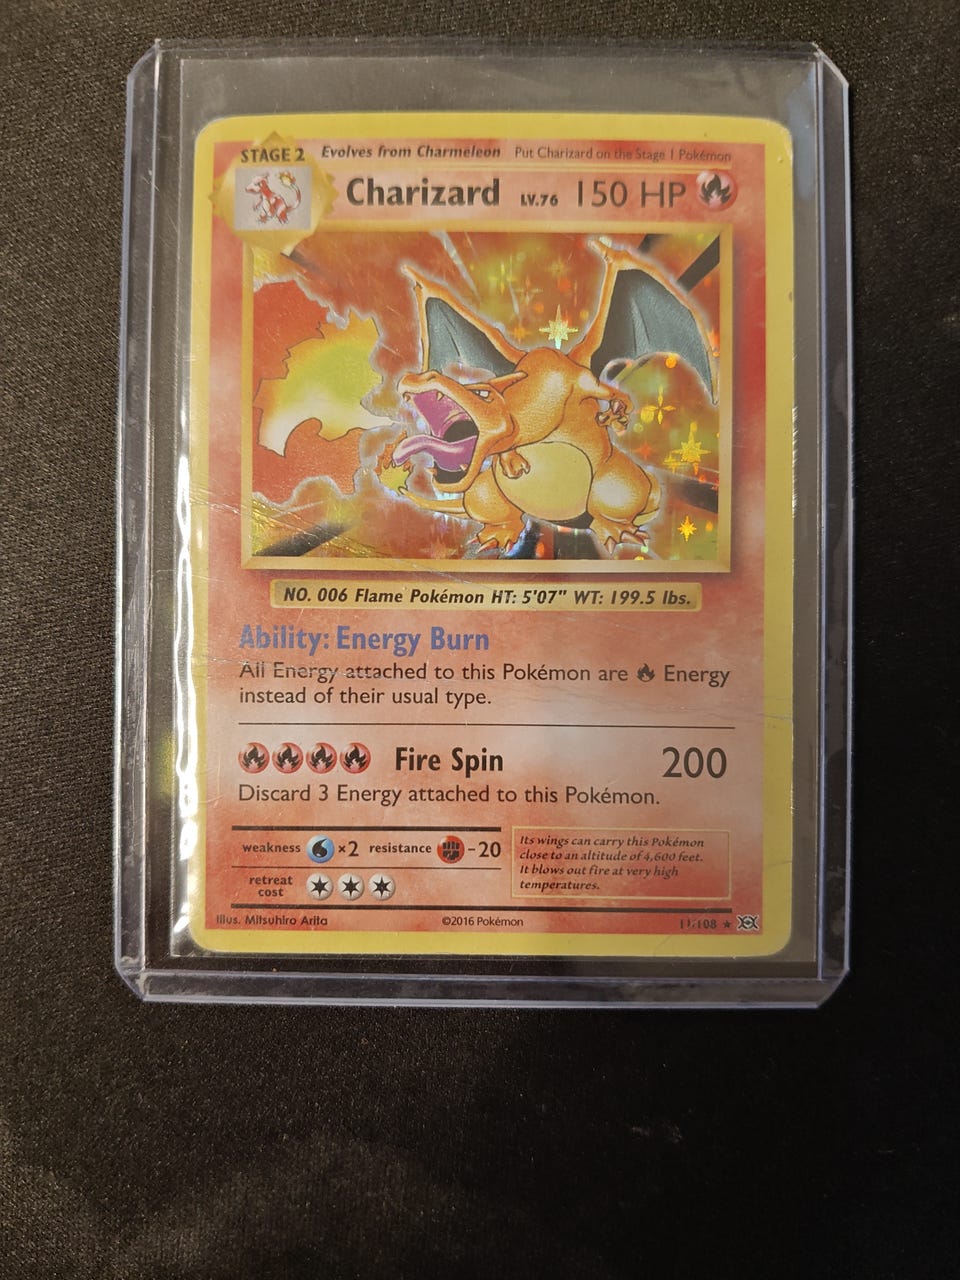 STAGE 2 Evolves from Charmeleon Put Charizard on the Stage 1 Pokémon
Charizard LV.76 150 HP
NO. 006 Flame Pokémon HT: 5'07" WT: 199.5 lbs.
Ability: Energy Burn
All Energy attached to this Pokémon are Energy
instead of their usual type.
Fire Spin 200
Discard 3 Energy attached to this Pokémon.
weakness ×2 resistance -20
retreat
cost
Its wings can carry this Pokémon
close to an altitude of 4,600 feet.
It blows out fire at very high
temperatures.
Illus. Mitsuhiro Arita ©2016 Pokémon 11/108